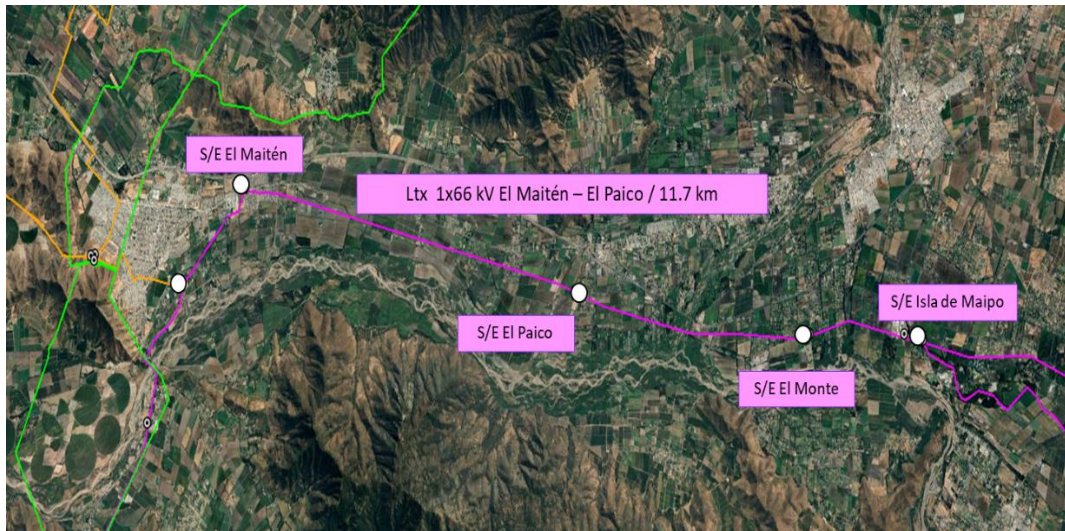 S/E El Maitén
Ltx 1x66 kV El Maitén – El Paico / 11.7 km
S/E El Paico
S/E Isla de Maipo
S/E El Monte